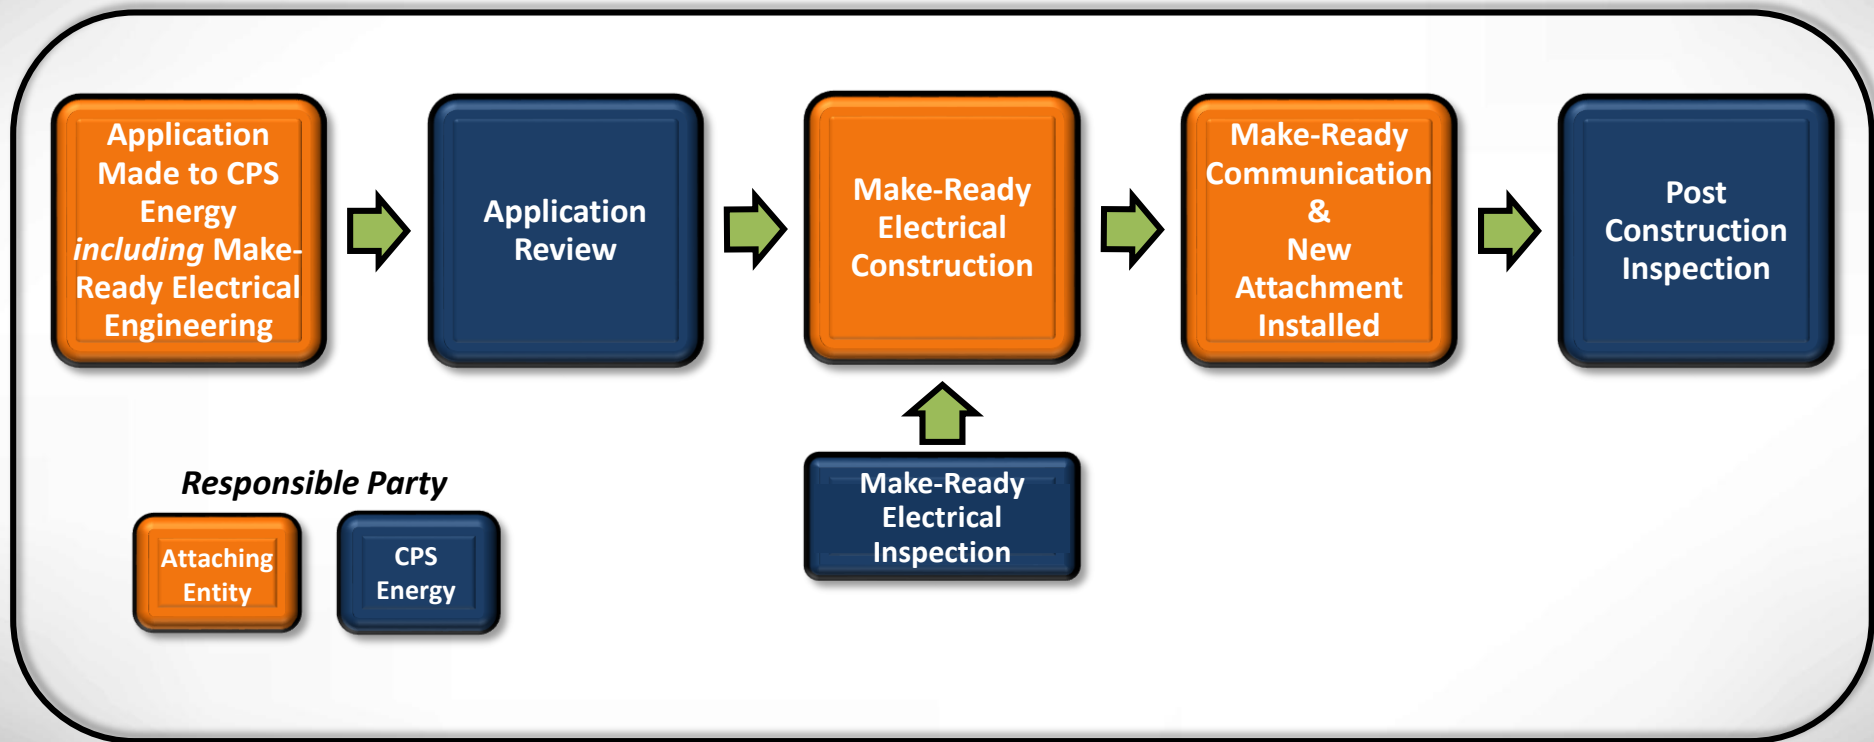 Application
Made to CPS
Energy
including Make-
Ready Electrical
Engineering
Application
Review
Make-Ready
Electrical
Construction
Make-Ready
Communication
&
New
Attachment
Installed
Post
Construction
Inspection
Make-Ready
Electrical
Inspection
Responsible Party
Attaching
Entity
CPS
Energy